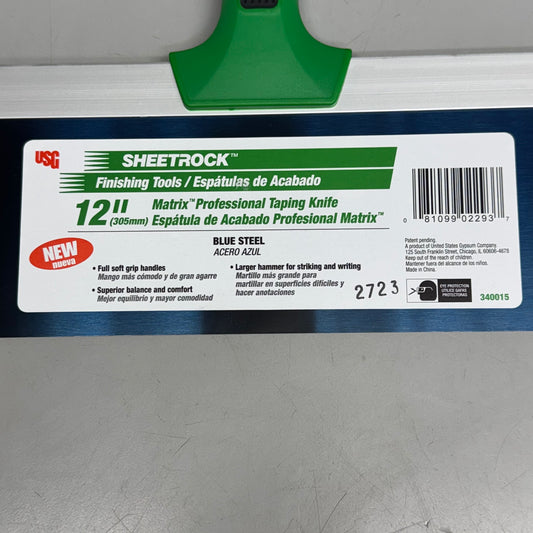 USG
SHEETROCK™
Finishing Tools / Espátulas de Acabado
12"
(305mm)
Matrix™ Professional Taping Knife
Espátula de Acabado Profesional Matrix™
BLUE STEEL
ACERO AZUL
NEW
nueva
• Full soft grip handles
Mango más cómodo y de gran agarre
• Superior balance and comfort
Mejor equilibrio y mayor comodidad
• Larger hammer for striking and writing
Martillo más grande para
martillar en superfícies difíciles y
hacer anotaciones
2723
0 81099 02293 7
Patent pending.
A product of United States Gypsum Company.
125 South Franklin Street, Chicago, IL 60606-4678
Keep out of the reach of children.
Mantener fuera del alcance de los niños.
Made in China.
EYE PROTECTION
UTILICE GAFAS
PROTECTORAS
340015